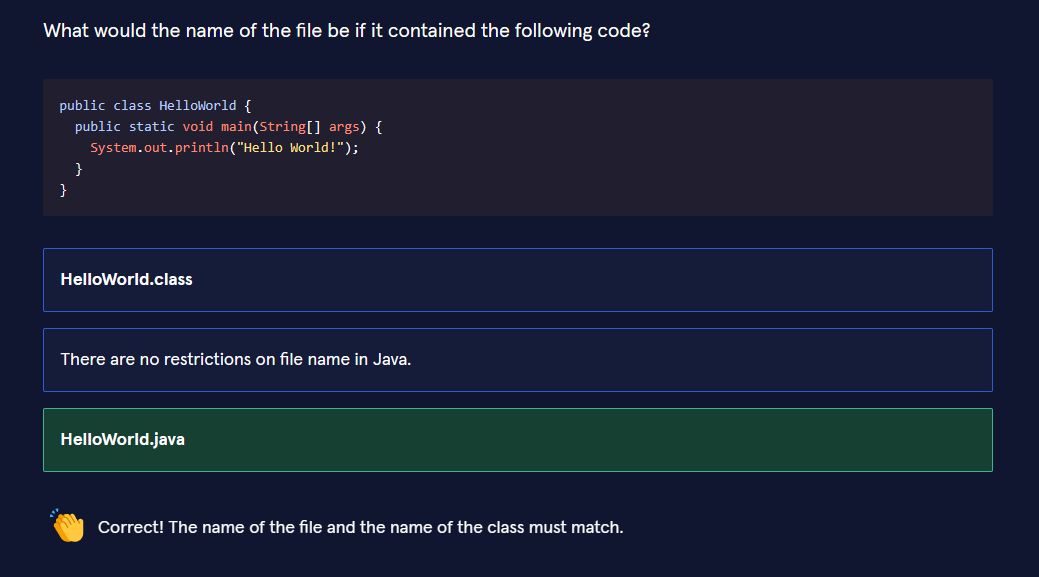 What would the name of the file be if it contained the following code?
public class HelloWorld {
  public static void main(String[] args) {
    System.out.println("Hello World!");
  }
}
HelloWorld.class
There are no restrictions on file name in Java.
HelloWorld.java
Correct! The name of the file and the name of the class must match.